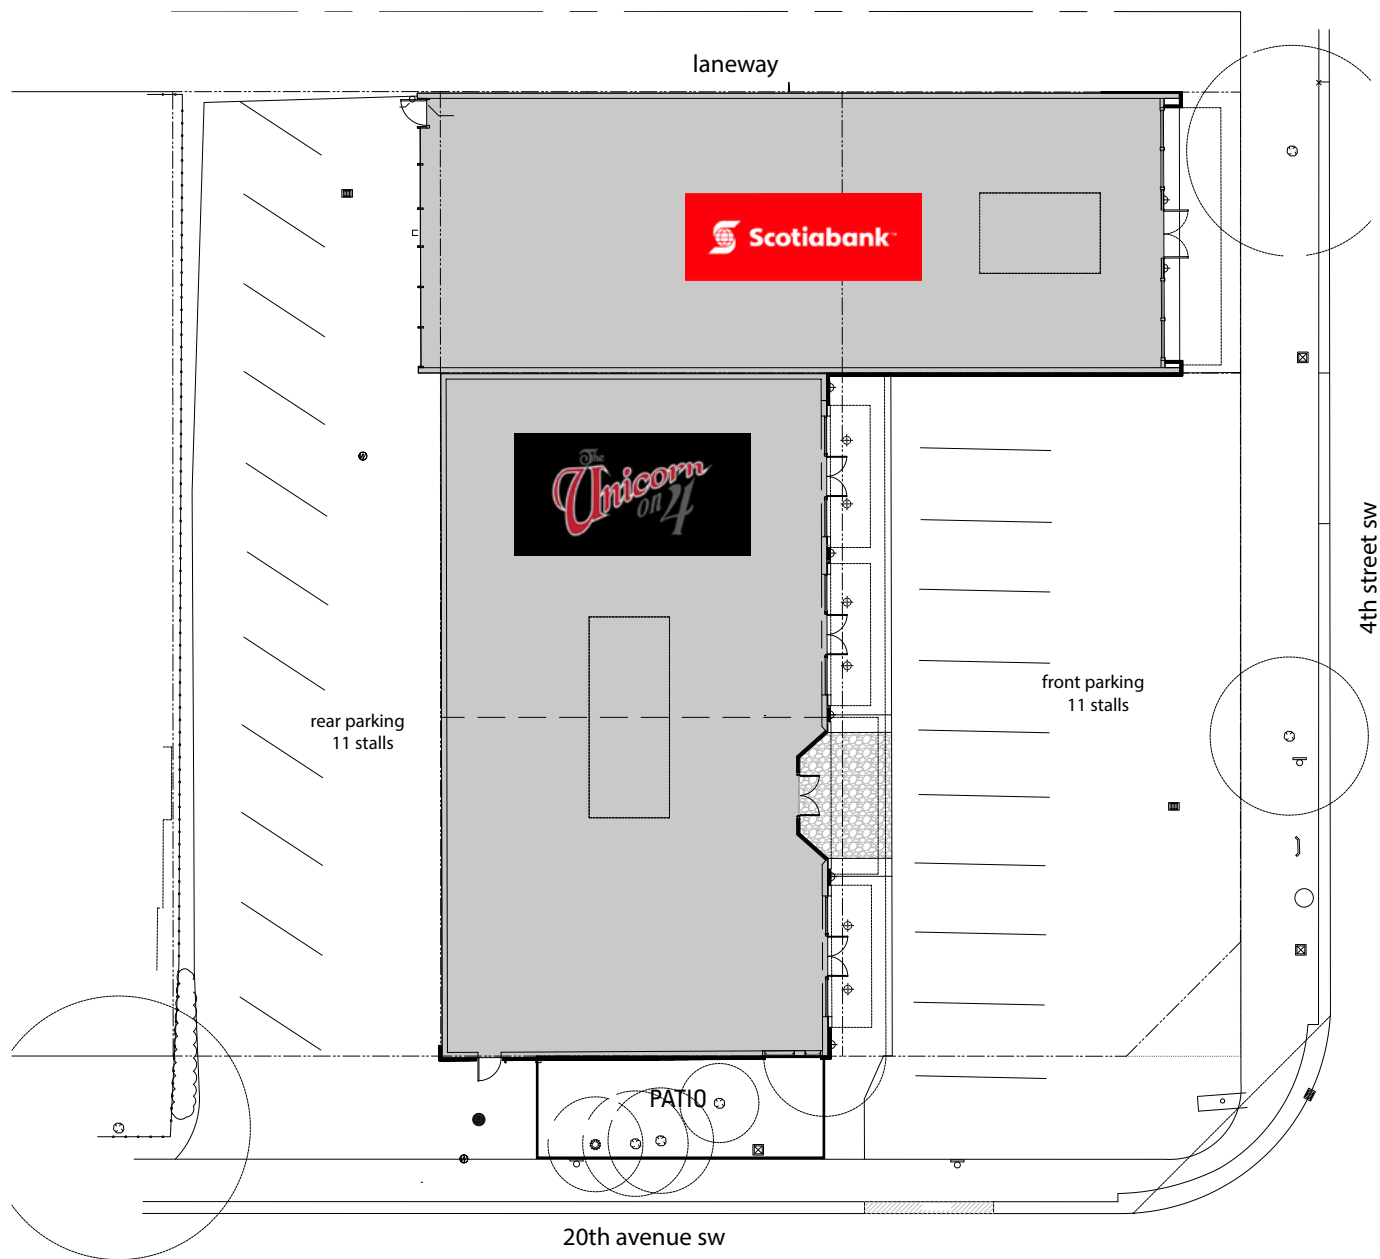 laneway
Scotiabank™
The
Unicorn
on 4
4th street sw
front parking
11 stalls
rear parking
11 stalls
PATIO
20th avenue sw